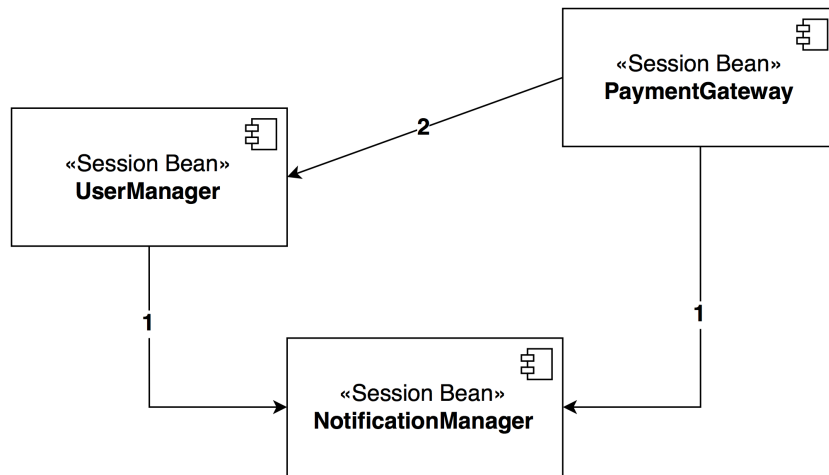 «Session Bean»
PaymentGateway
2
«Session Bean»
UserManager
1
1
«Session Bean»
NotificationManager